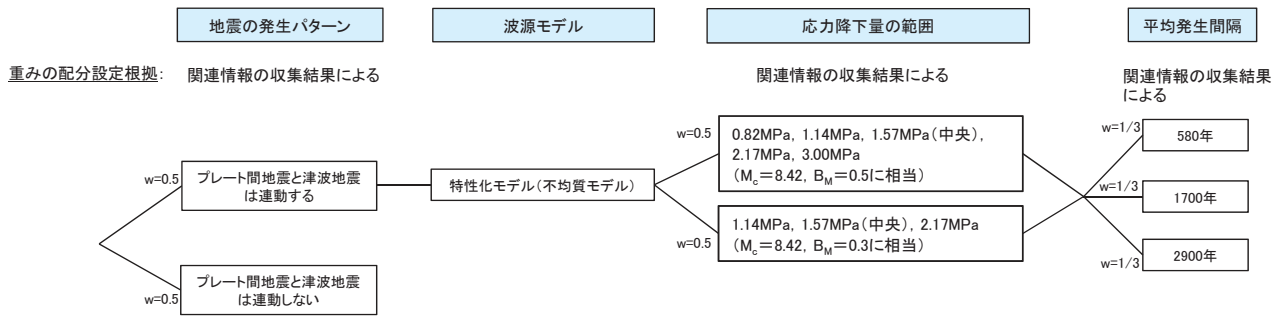 地震の発生パターン
波源モデル
応力降下量の範囲
平均発生間隔
重みの配分設定根拠:
関連情報の収集結果による
関連情報の収集結果による
関連情報の収集結果
による
w=0.5
プレート間地震と津波地震
は連動する
特性化モデル(不均質モデル)
w=0.5
0.82MPa, 1.14MPa, 1.57MPa(中央),
2.17MPa, 3.00MPa
(Mc=8.42, BM=0.5に相当)
w=0.5
1.14MPa, 1.57MPa(中央), 2.17MPa
(Mc=8.42, BM=0.3に相当)
w=1/3
580年
w=1/3
1700年
w=1/3
2900年
w=0.5
プレート間地震と津波地震
は連動しない